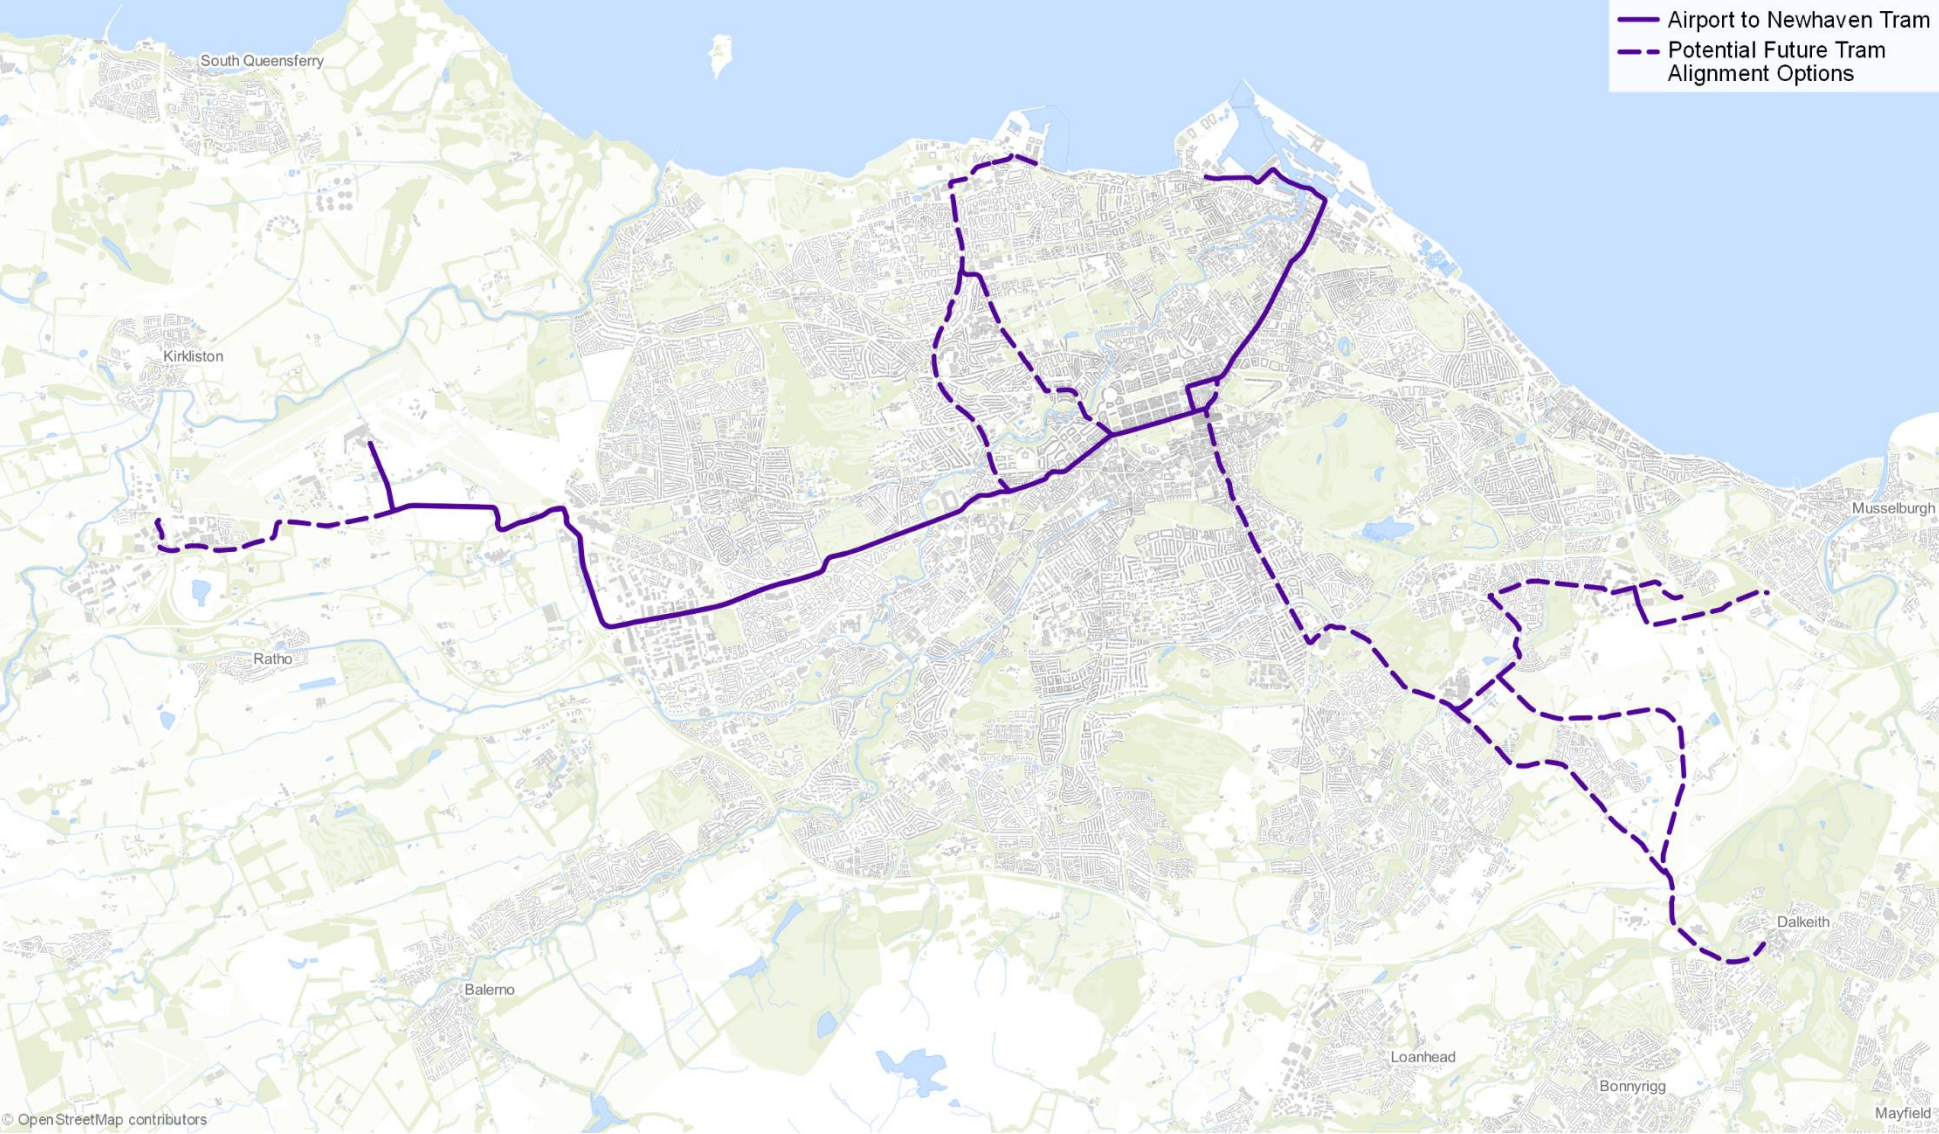 Airport to Newhaven Tram
Potential Future Tram
Alignment Options
South Queensferry
Kirkliston
Musselburgh
Ratho
Dalkeith
Balerno
Loanhead
Bonnyrigg
Mayfield
© OpenStreetMap contributors